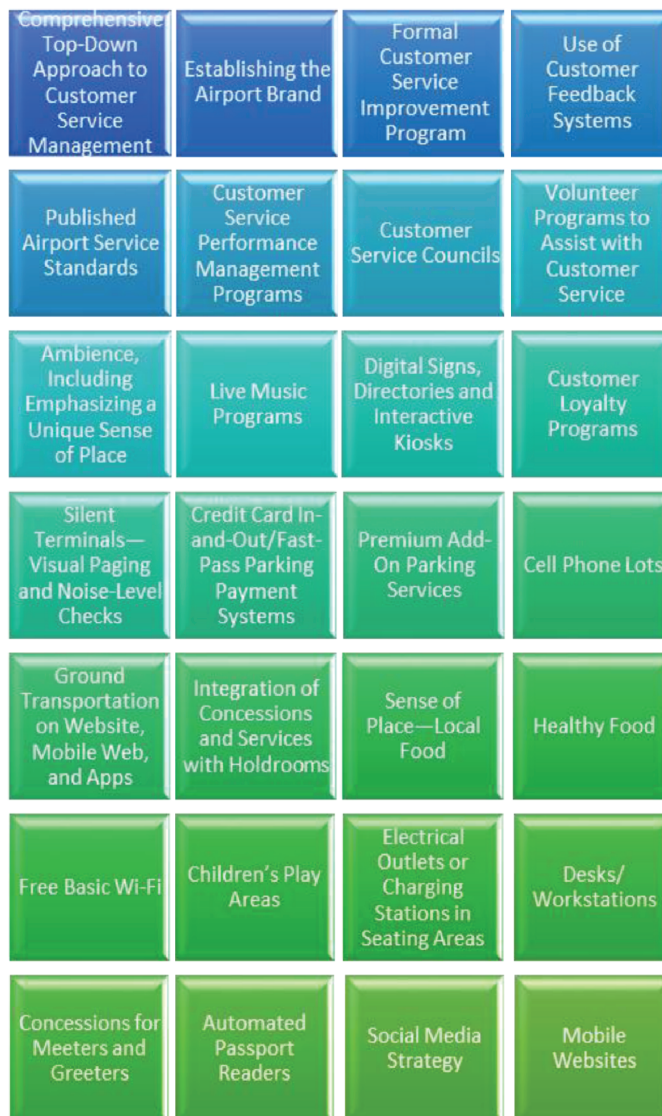 Comprehensive
Top-Down
Approach to
Customer
Service
Management
Establishing the
Airport Brand
Formal
Customer
Service
Improvement
Program
Use of
Customer
Feedback
Systems
Published
Airport Service
Standards
Customer
Service
Performance
Management
Programs
Customer
Service Councils
Volunteer
Programs to
Assist with
Customer
Service
Ambience,
Including
Emphasizing a
Unique Sense
of Place
Live Music
Programs
Digital Signs,
Directories and
Interactive
Kiosks
Customer
Loyalty
Programs
Silent
Terminals—
Visual Paging
and Noise-Level
Checks
Credit Card In-
and-Out/Fast-
Pass Parking
Payment
Systems
Premium Add-
On Parking
Services
Cell Phone Lots
Ground
Transportation
on Website,
Mobile Web,
and Apps
Integration of
Concessions
and Services
with Holdrooms
Sense of
Place—Local
Food
Healthy Food
Free Basic Wi-Fi
Children's Play
Areas
Electrical
Outlets or
Charging
Stations in
Seating Areas
Desks/
Workstations
Concessions for
Meeters and
Greeters
Automated
Passport
Readers
Social Media
Strategy
Mobile
Websites